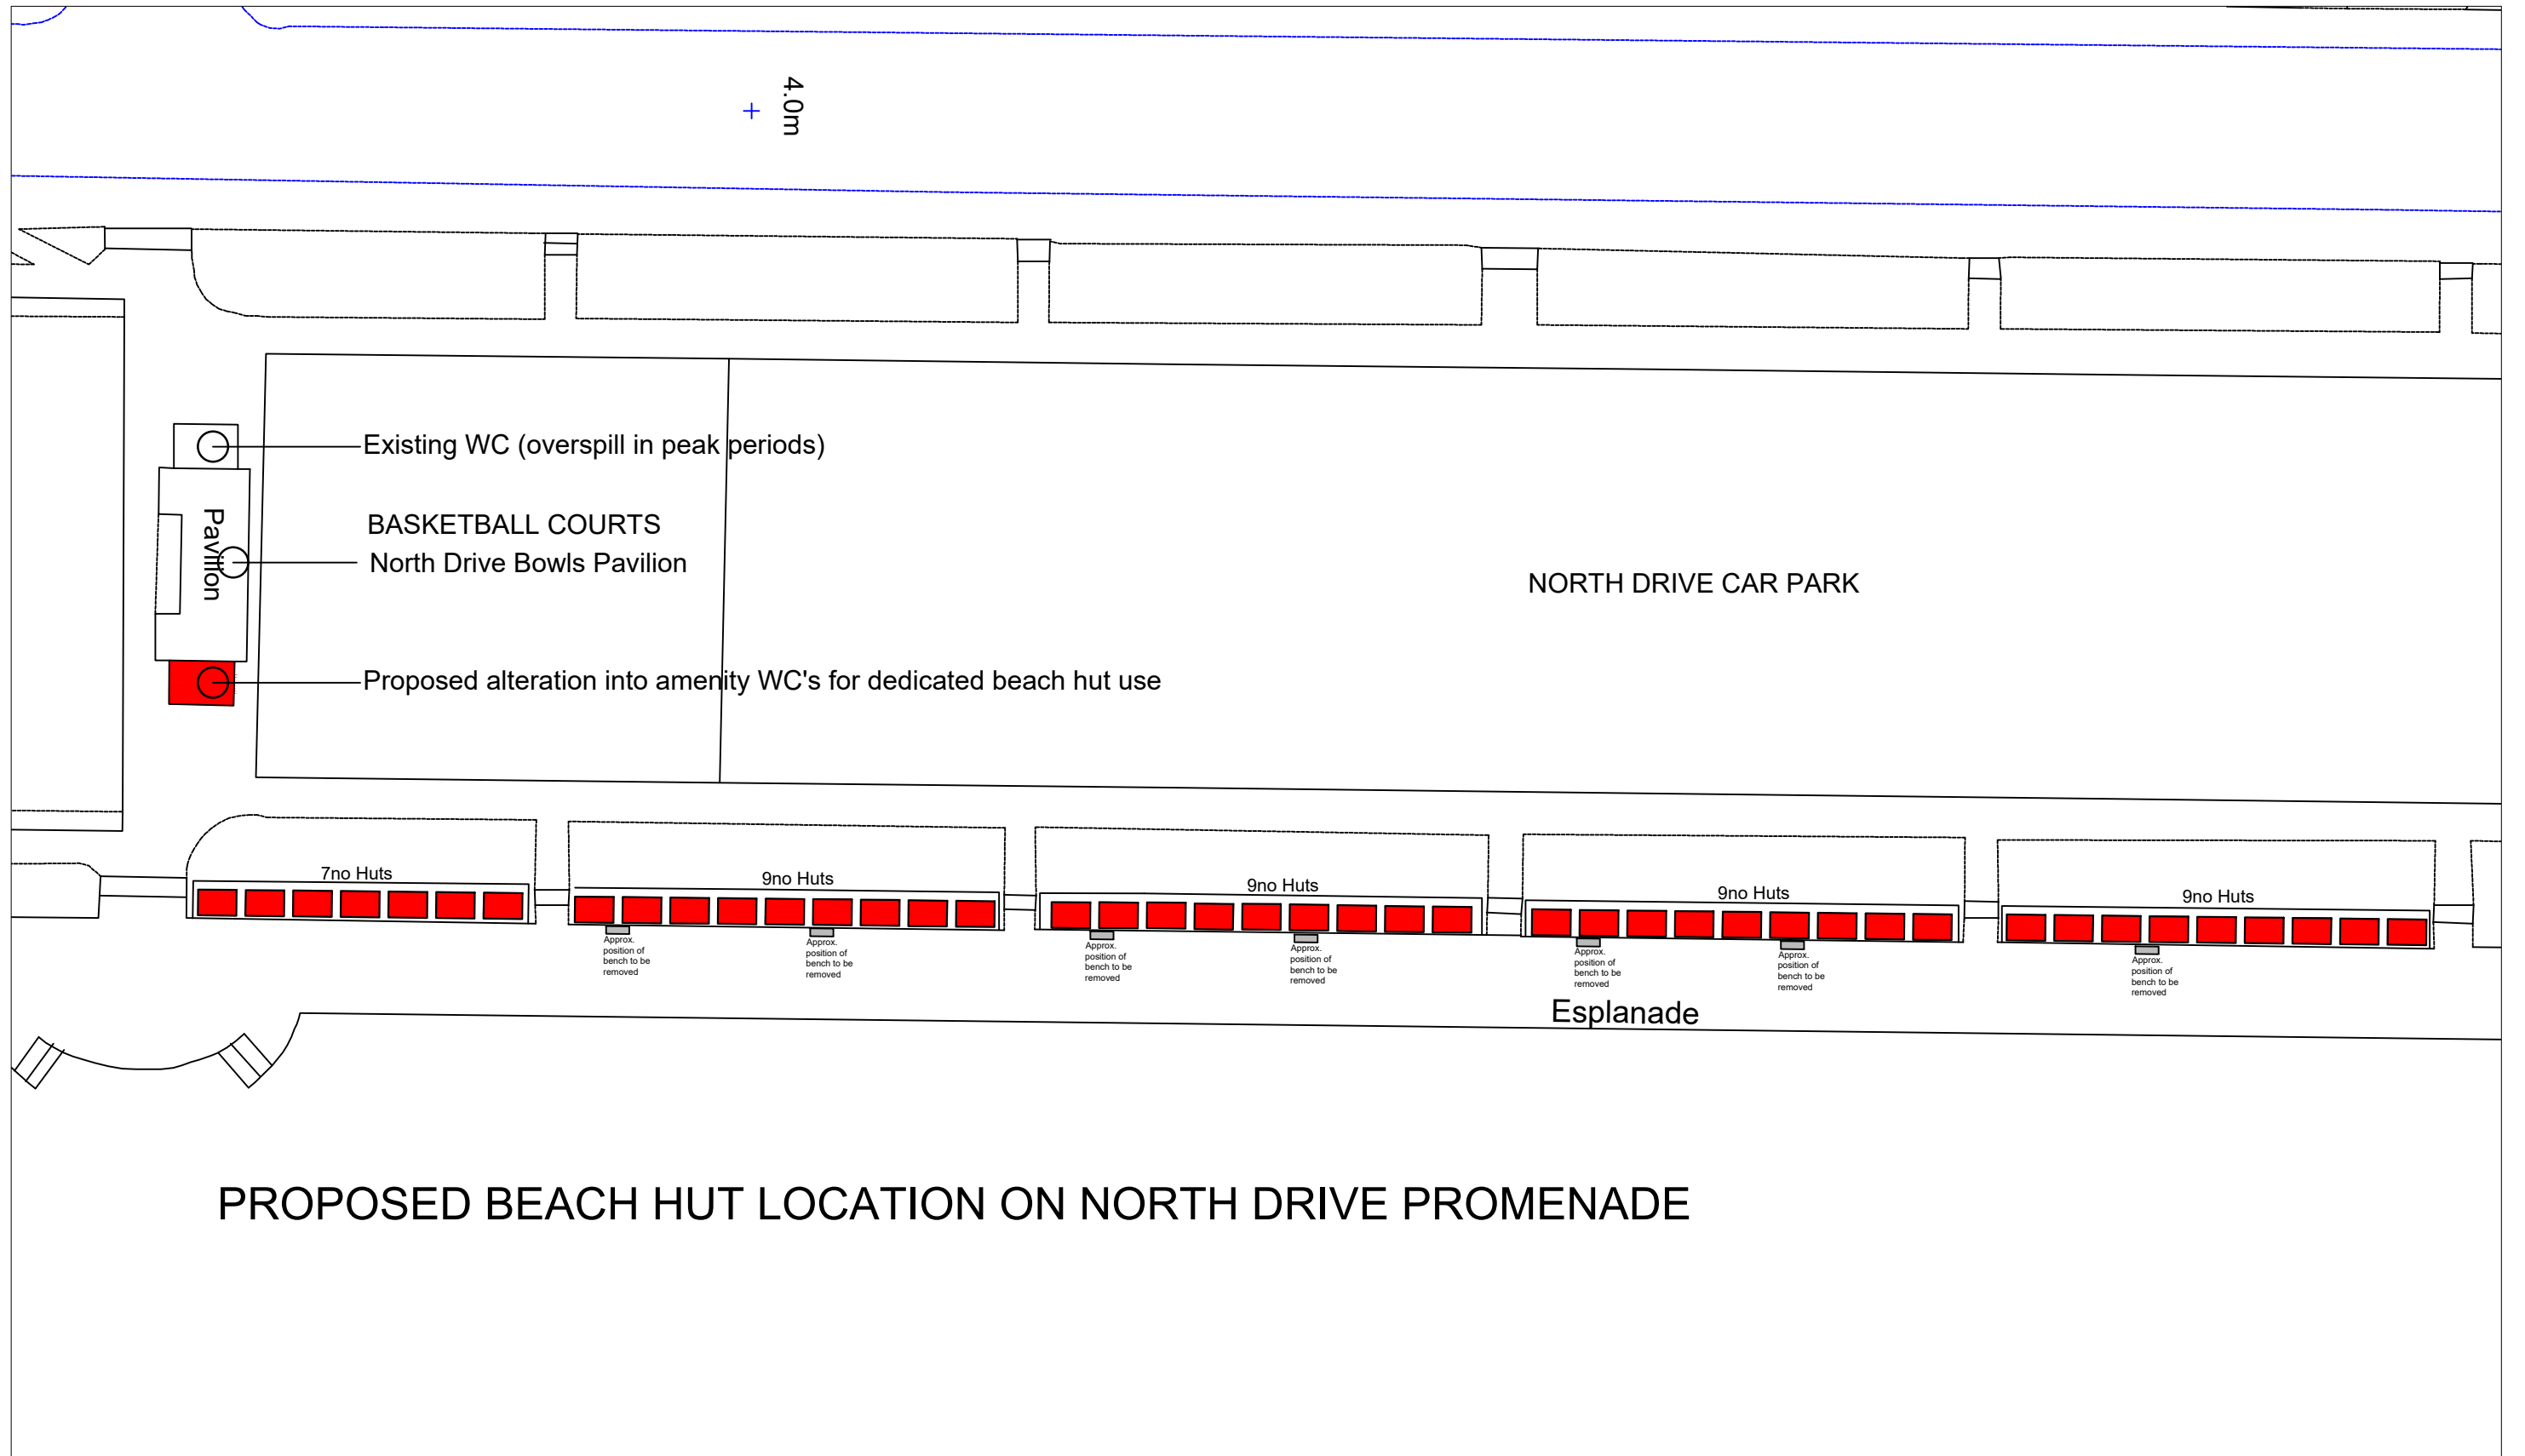 4.0m
Existing WC (overspill in peak periods)
BASKETBALL COURTS
Pavilion
North Drive Bowls Pavilion
NORTH DRIVE CAR PARK
Proposed alteration into amenity WC's for dedicated beach hut use
7no Huts
9no Huts
9no Huts
9no Huts
9no Huts
Approx.
position of
bench to be
removed
Approx.
position of
bench to be
removed
Approx.
position of
bench to be
removed
Approx.
position of
bench to be
removed
Approx.
position of
bench to be
removed
Approx.
position of
bench to be
removed
Approx.
position of
bench to be
removed
Esplanade
PROPOSED BEACH HUT LOCATION ON NORTH DRIVE PROMENADE